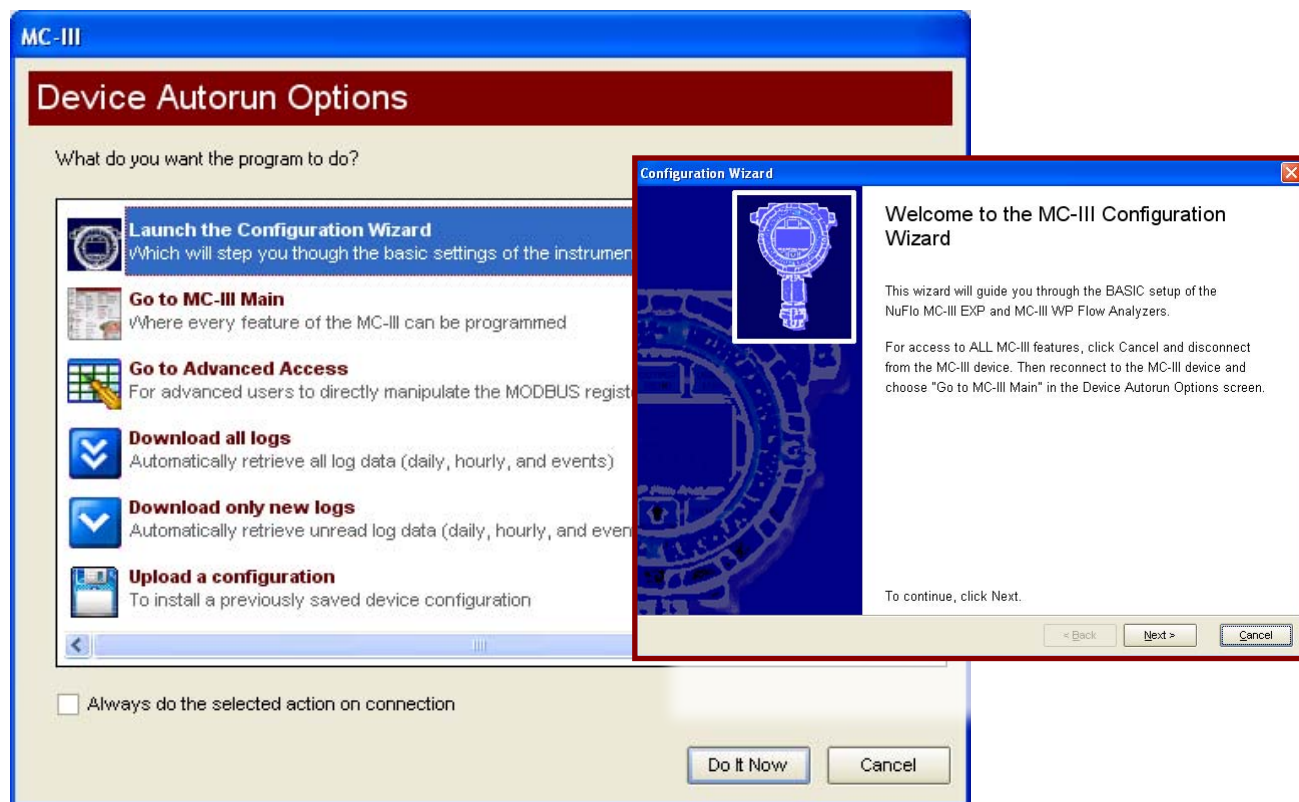 MC-III
Device Autorun Options
What do you want the program to do?
Launch the Configuration Wizard
Which will step you though the basic settings of the
Go to MC-III Main
Where every feature of the MC-III can be programmed
Go to Advanced Access
For advanced users to directly manipulate the MODBUS
Download all logs
Automatically retrieve all log data (daily, hourly, and events)
Download only new logs
Automatically retrieve unread log data (daily, hourly, and
Upload a configuration
To install a previously saved device configuration
Always do the selected action on connection
Do It Now
Cancel
Configuration Wizard
Welcome to the MC-III Configuration
Wizard
This wizard will guide you through the BASIC setup of the
NuFlo MC-III EXP and MC-III WP Flow Analyzers.
For access to ALL MC-III features, click Cancel and disconnect
from the MC-III device. Then reconnect to the MC-III device and
choose "Go to MC-III Main" in the Device Autorun Options screen.
To continue, click Next.
< Back
Next >
Cancel